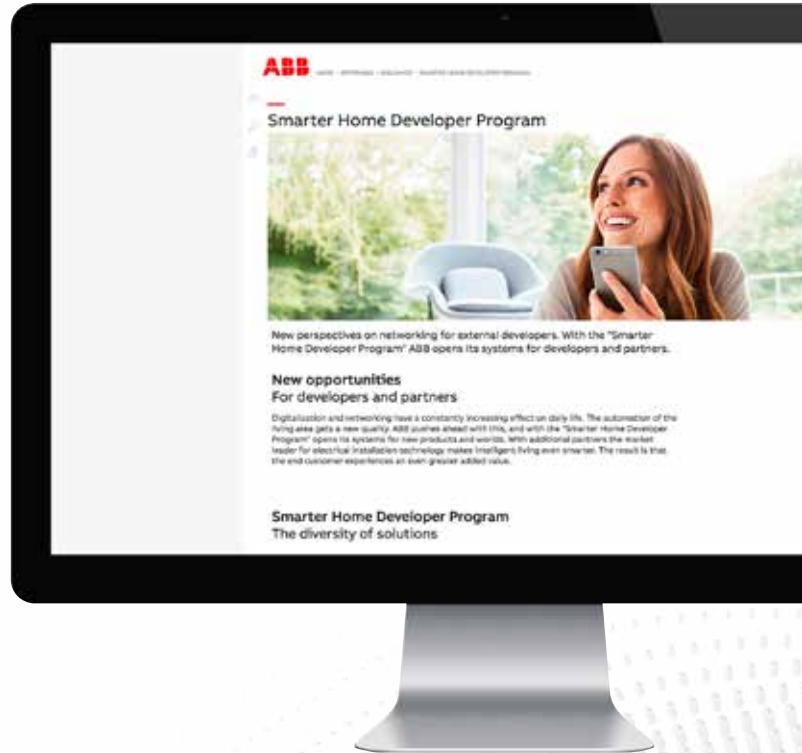 ABB
Smarter Home Developer Program
New perspectives on networking for external developers. With the "Smarter
Home Developer Program" ABB opens its systems for developers and partners.
New opportunities
For developers and partners
Digitalization and networking have a constantly increasing effect on daily life. The automation of the
living area gets a new quality. ABB pushes ahead with this, and with the "Smarter Home Developer
Program" opens its systems for new products and worlds. With additional partners the market
leader for electrical installation technology makes intelligent living even smarter. The result is that
the end customer experiences an even greater added value.
Smarter Home Developer Program
The diversity of solutions